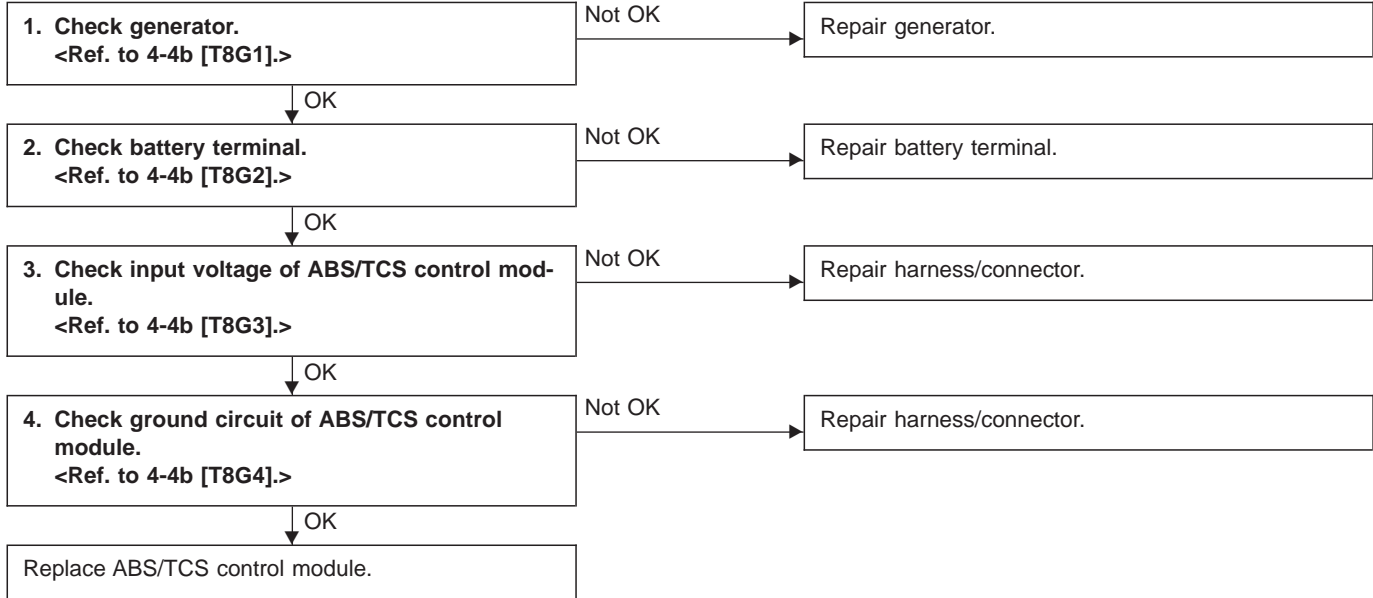 1. Check generator.
<Ref. to 4-4b [T8G1].>
Not OK
Repair generator.
OK
2. Check battery terminal.
<Ref. to 4-4b [T8G2].>
Not OK
Repair battery terminal.
OK
3. Check input voltage of ABS/TCS control mod-
ule.
<Ref. to 4-4b [T8G3].>
Not OK
Repair harness/connector.
OK
4. Check ground circuit of ABS/TCS control
module.
<Ref. to 4-4b [T8G4].>
Not OK
Repair harness/connector.
OK
Replace ABS/TCS control module.